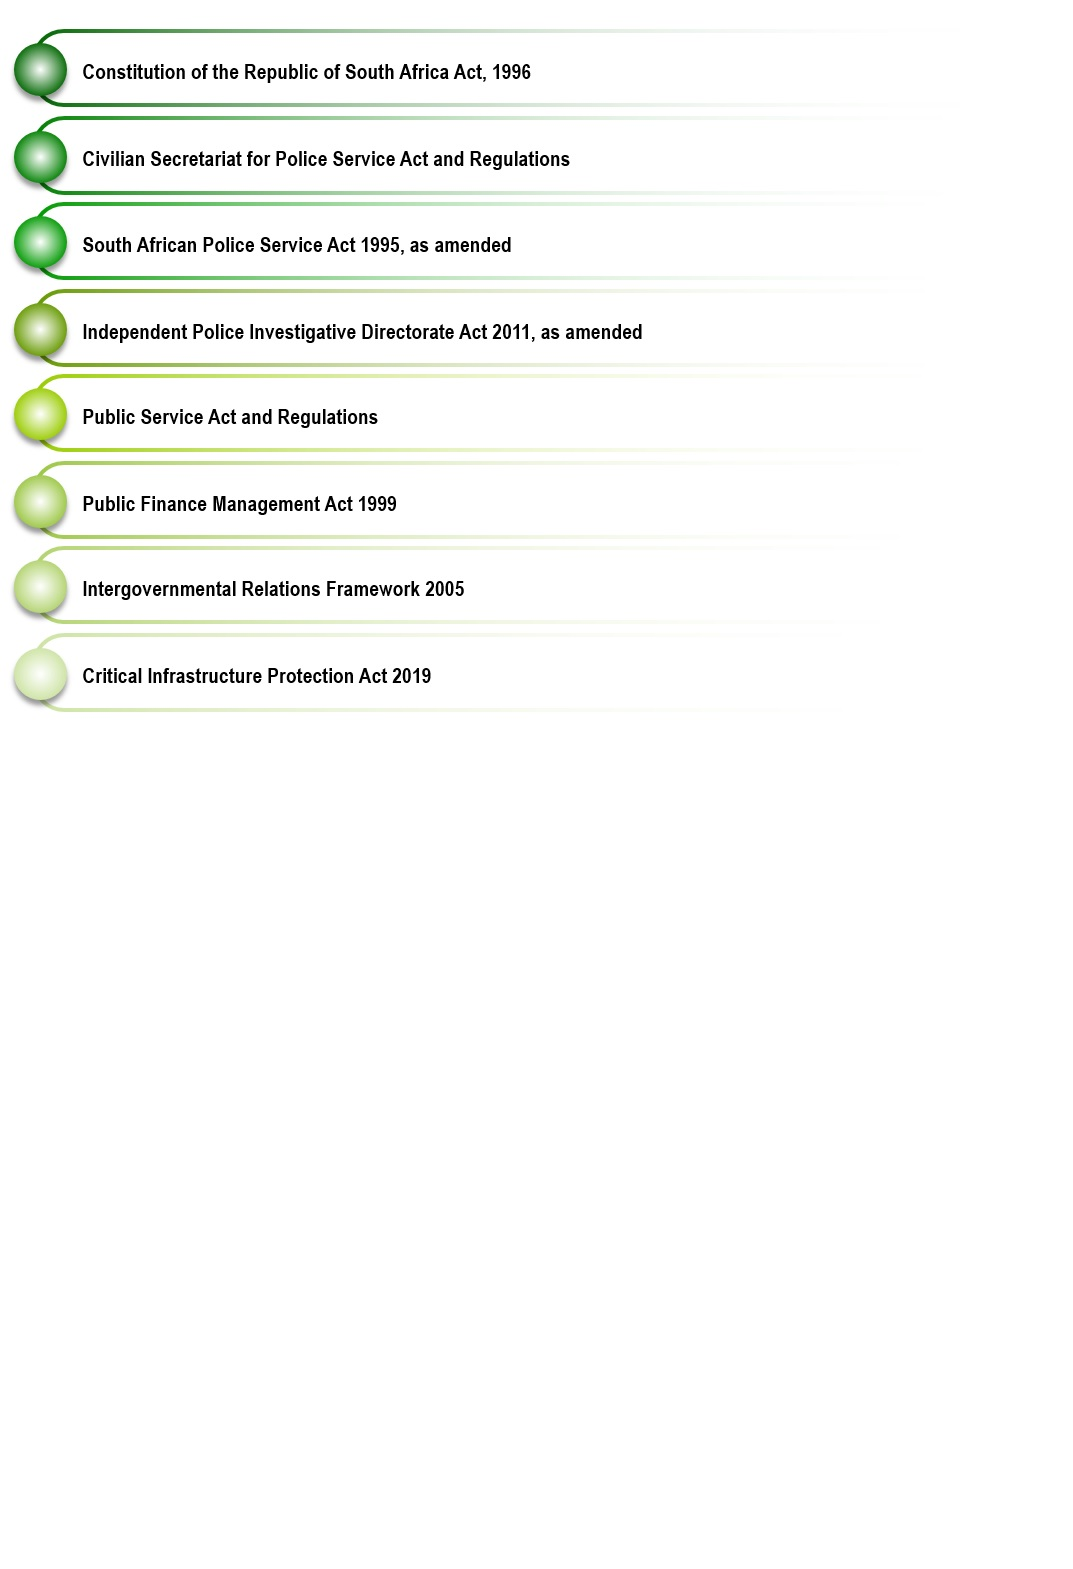 Constitution of the Republic of South Africa Act, 1996
Civilian Secretariat for Police Service Act and Regulations
South African Police Service Act 1995, as amended
Independent Police Investigative Directorate Act 2011, as amended
Public Service Act and Regulations
Public Finance Management Act 1999
Intergovernmental Relations Framework 2005
Critical Infrastructure Protection Act 2019